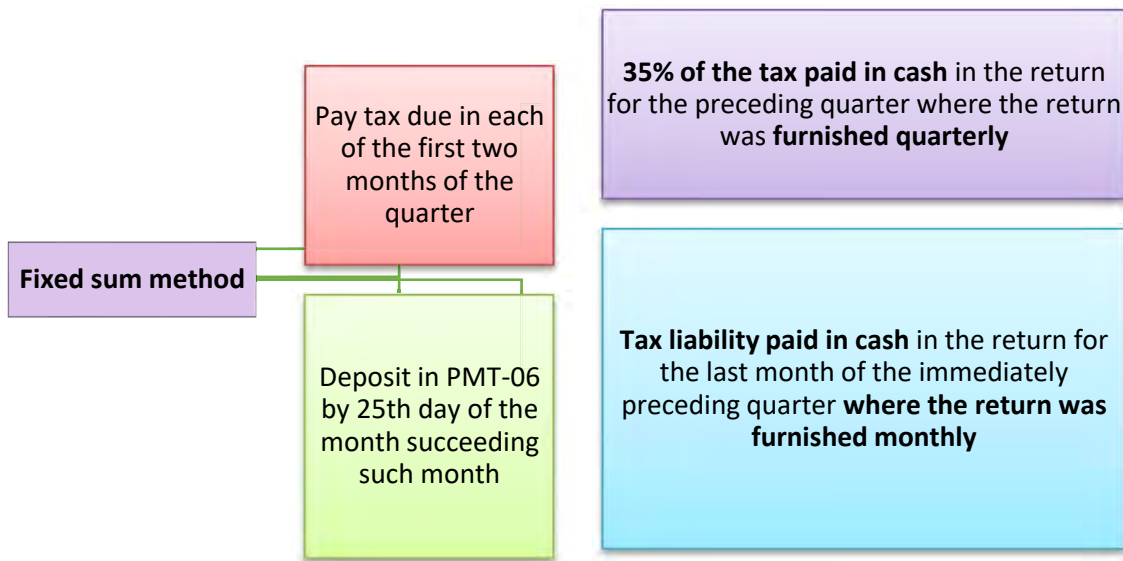 Fixed sum method
Pay tax due in each
of the first two
months of the
quarter
Deposit in PMT-06
by 25th day of the
month succeeding
such month
35% of the tax paid in cash in the return
for the preceding quarter where the return
was furnished quarterly
Tax liability paid in cash in the return for
the last month of the immediately
preceding quarter where the return was
furnished monthly